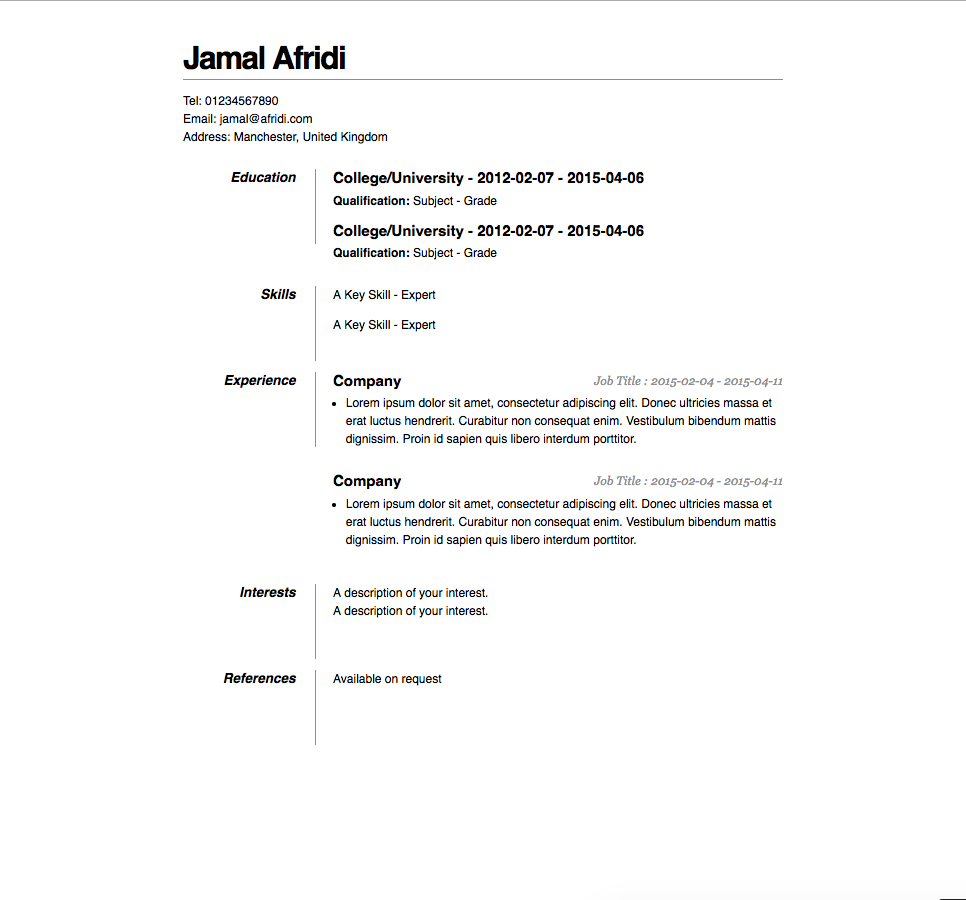 Jamal Afridi
Tel: 01234567890
Email: jamal@afridi.com
Address: Manchester, United Kingdom
Education
College/University - 2012-02-07 - 2015-04-06
Qualification: Subject - Grade
College/University - 2012-02-07 - 2015-04-06
Qualification: Subject - Grade
Skills
A Key Skill - Expert
A Key Skill - Expert
Experience
Company Job Title : 2015-02-04 - 2015-04-11
• Lorem ipsum dolor sit amet, consectetur adipiscing elit. Donec ultricies massa et
erat luctus hendrerit. Curabitur non consequat enim. Vestibulum bibendum mattis
dignissim. Proin id sapien quis libero interdum porttitor.
Company Job Title : 2015-02-04 - 2015-04-11
• Lorem ipsum dolor sit amet, consectetur adipiscing elit. Donec ultricies massa et
erat luctus hendrerit. Curabitur non consequat enim. Vestibulum bibendum mattis
dignissim. Proin id sapien quis libero interdum porttitor.
Interests
A description of your interest.
A description of your interest.
References
Available on request